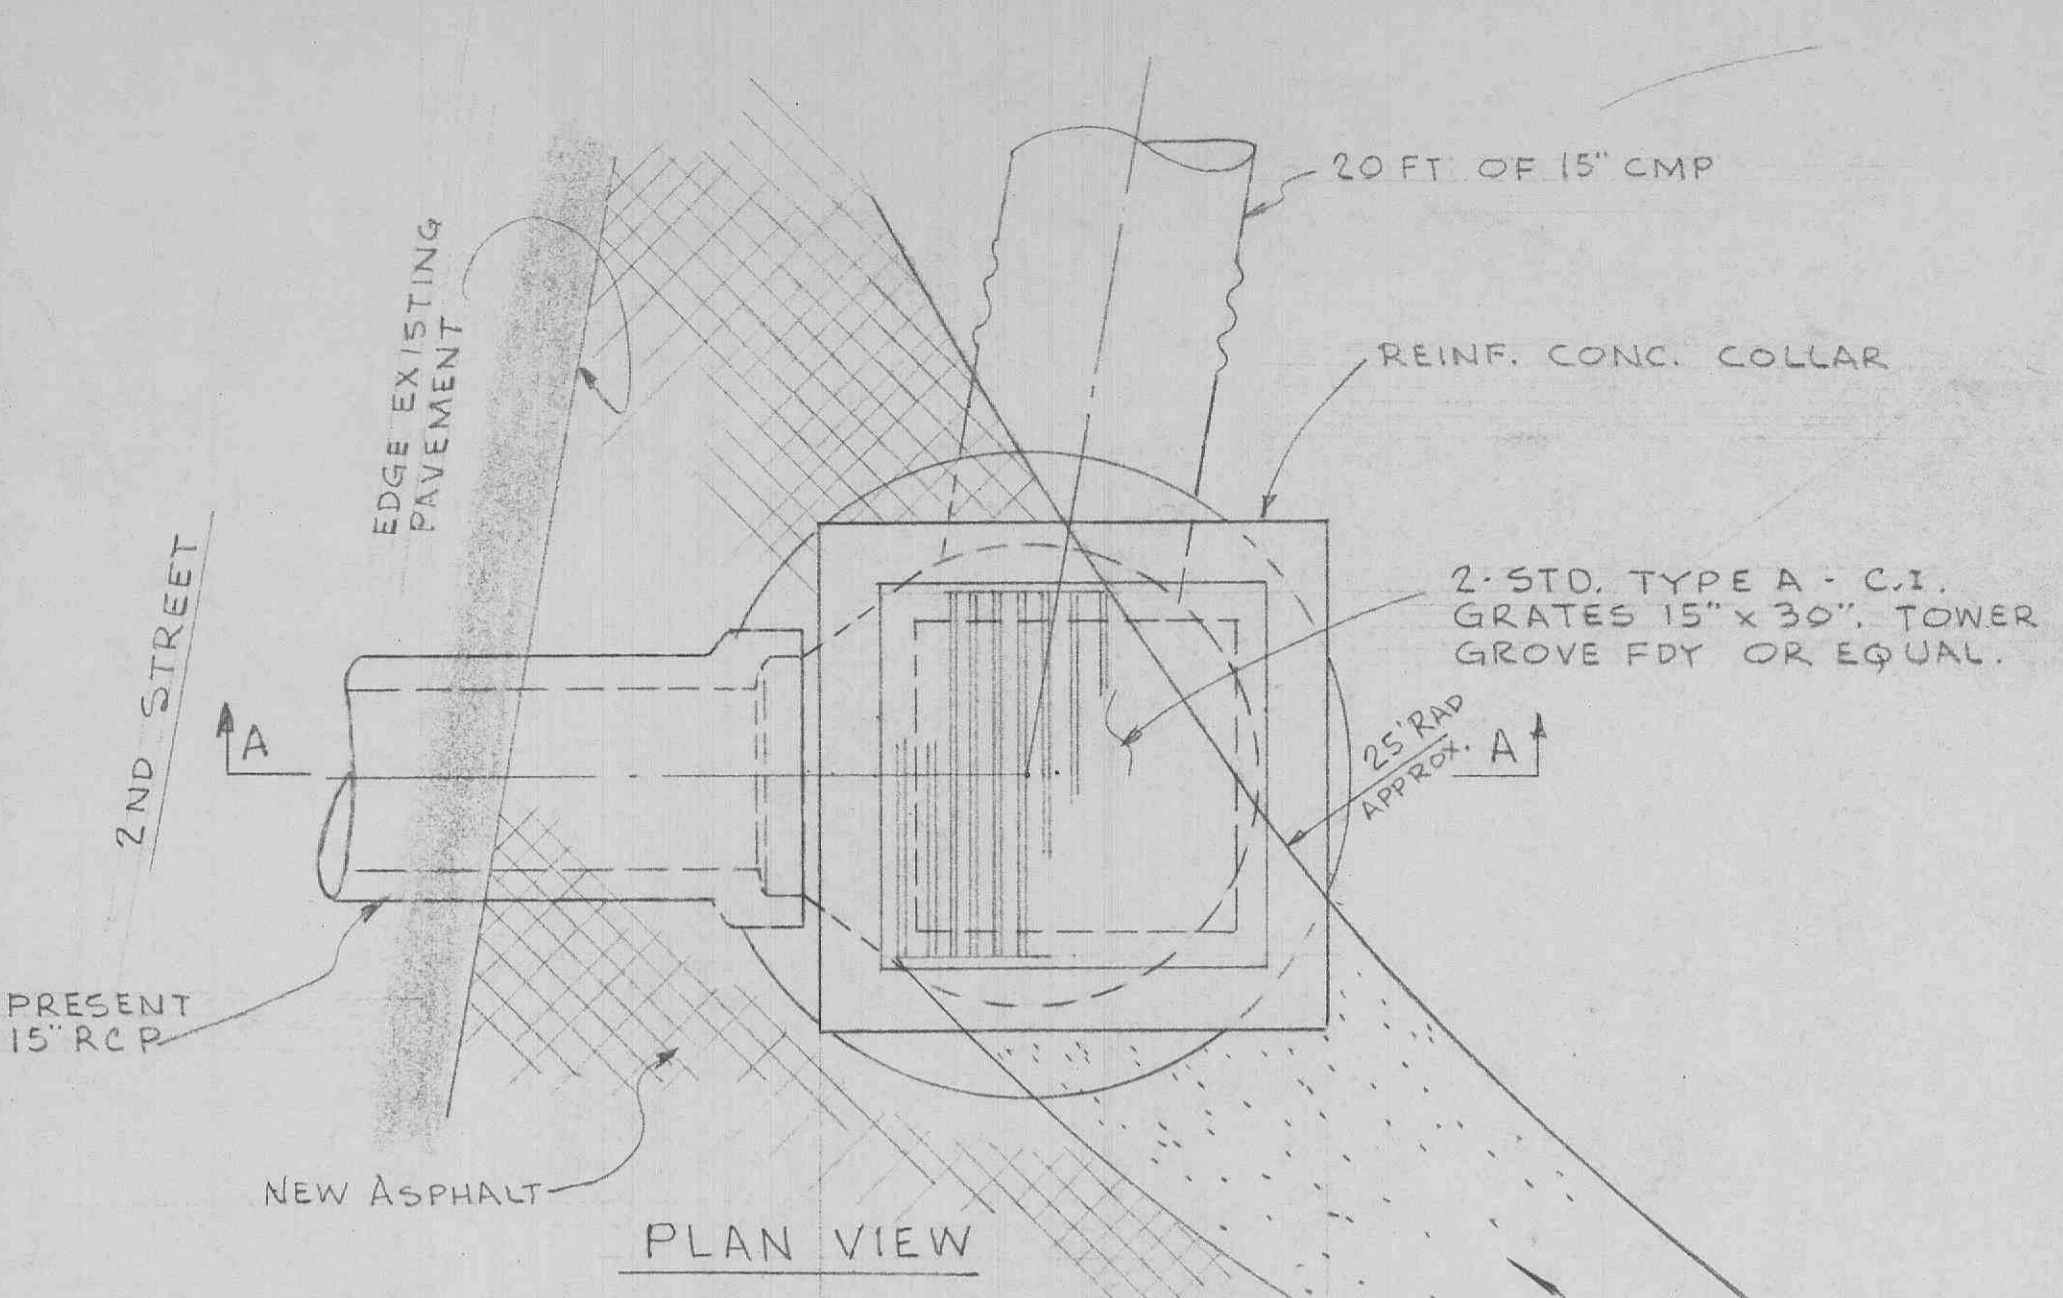 20 FT OF 15" CMP
EDGE EXISTING
PAVEMENT
REINF. CONC. COLLAR
2ND STREET
2-STD. TYPE A - C.I.
GRATES 15" x 30". TOWER
GROVE FDY OR EQUAL.
25' RAD
APPROX.
A
A
PRESENT
15" RCP
NEW ASPHALT
PLAN VIEW